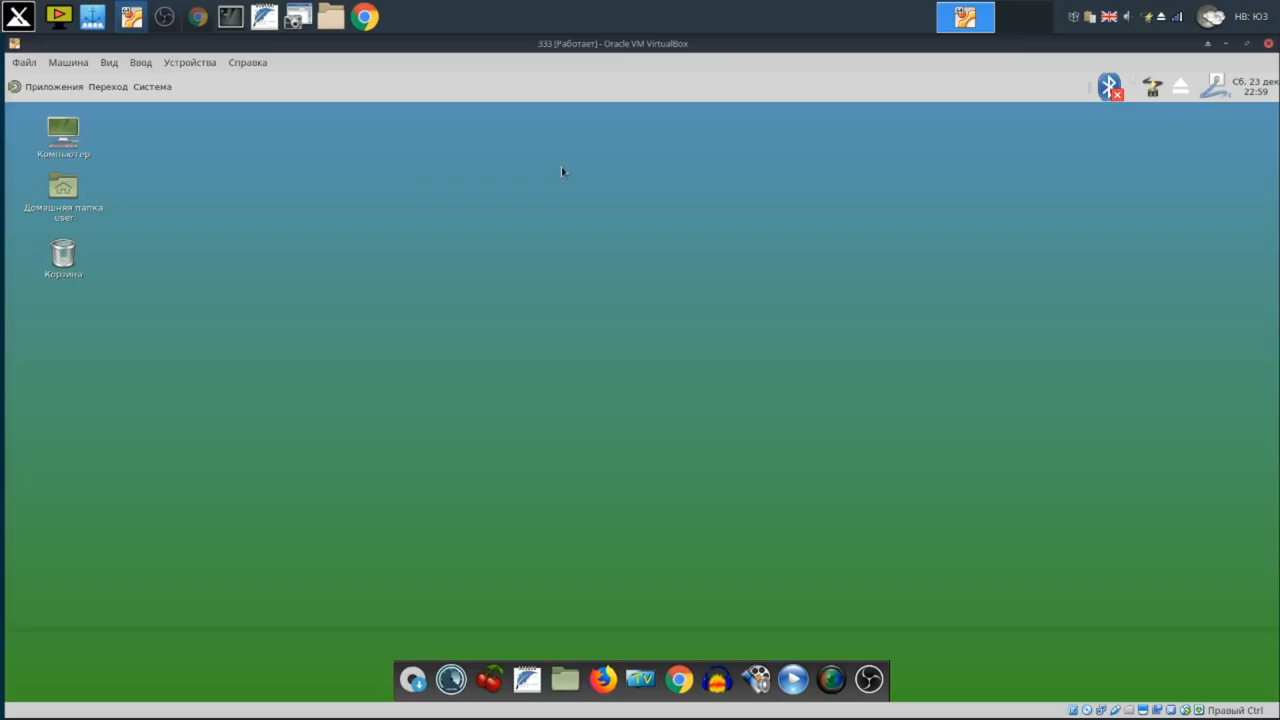 НВ: ЮЗ
333 [Работает] - Oracle VM VirtualBox
Файл Машина Вид Ввод Устройства Справка
Приложения Переход Система
Сб. 23 дек
22:59
Компьютер
Домашняя папка
user
Корзина
TV
Правый Ctrl